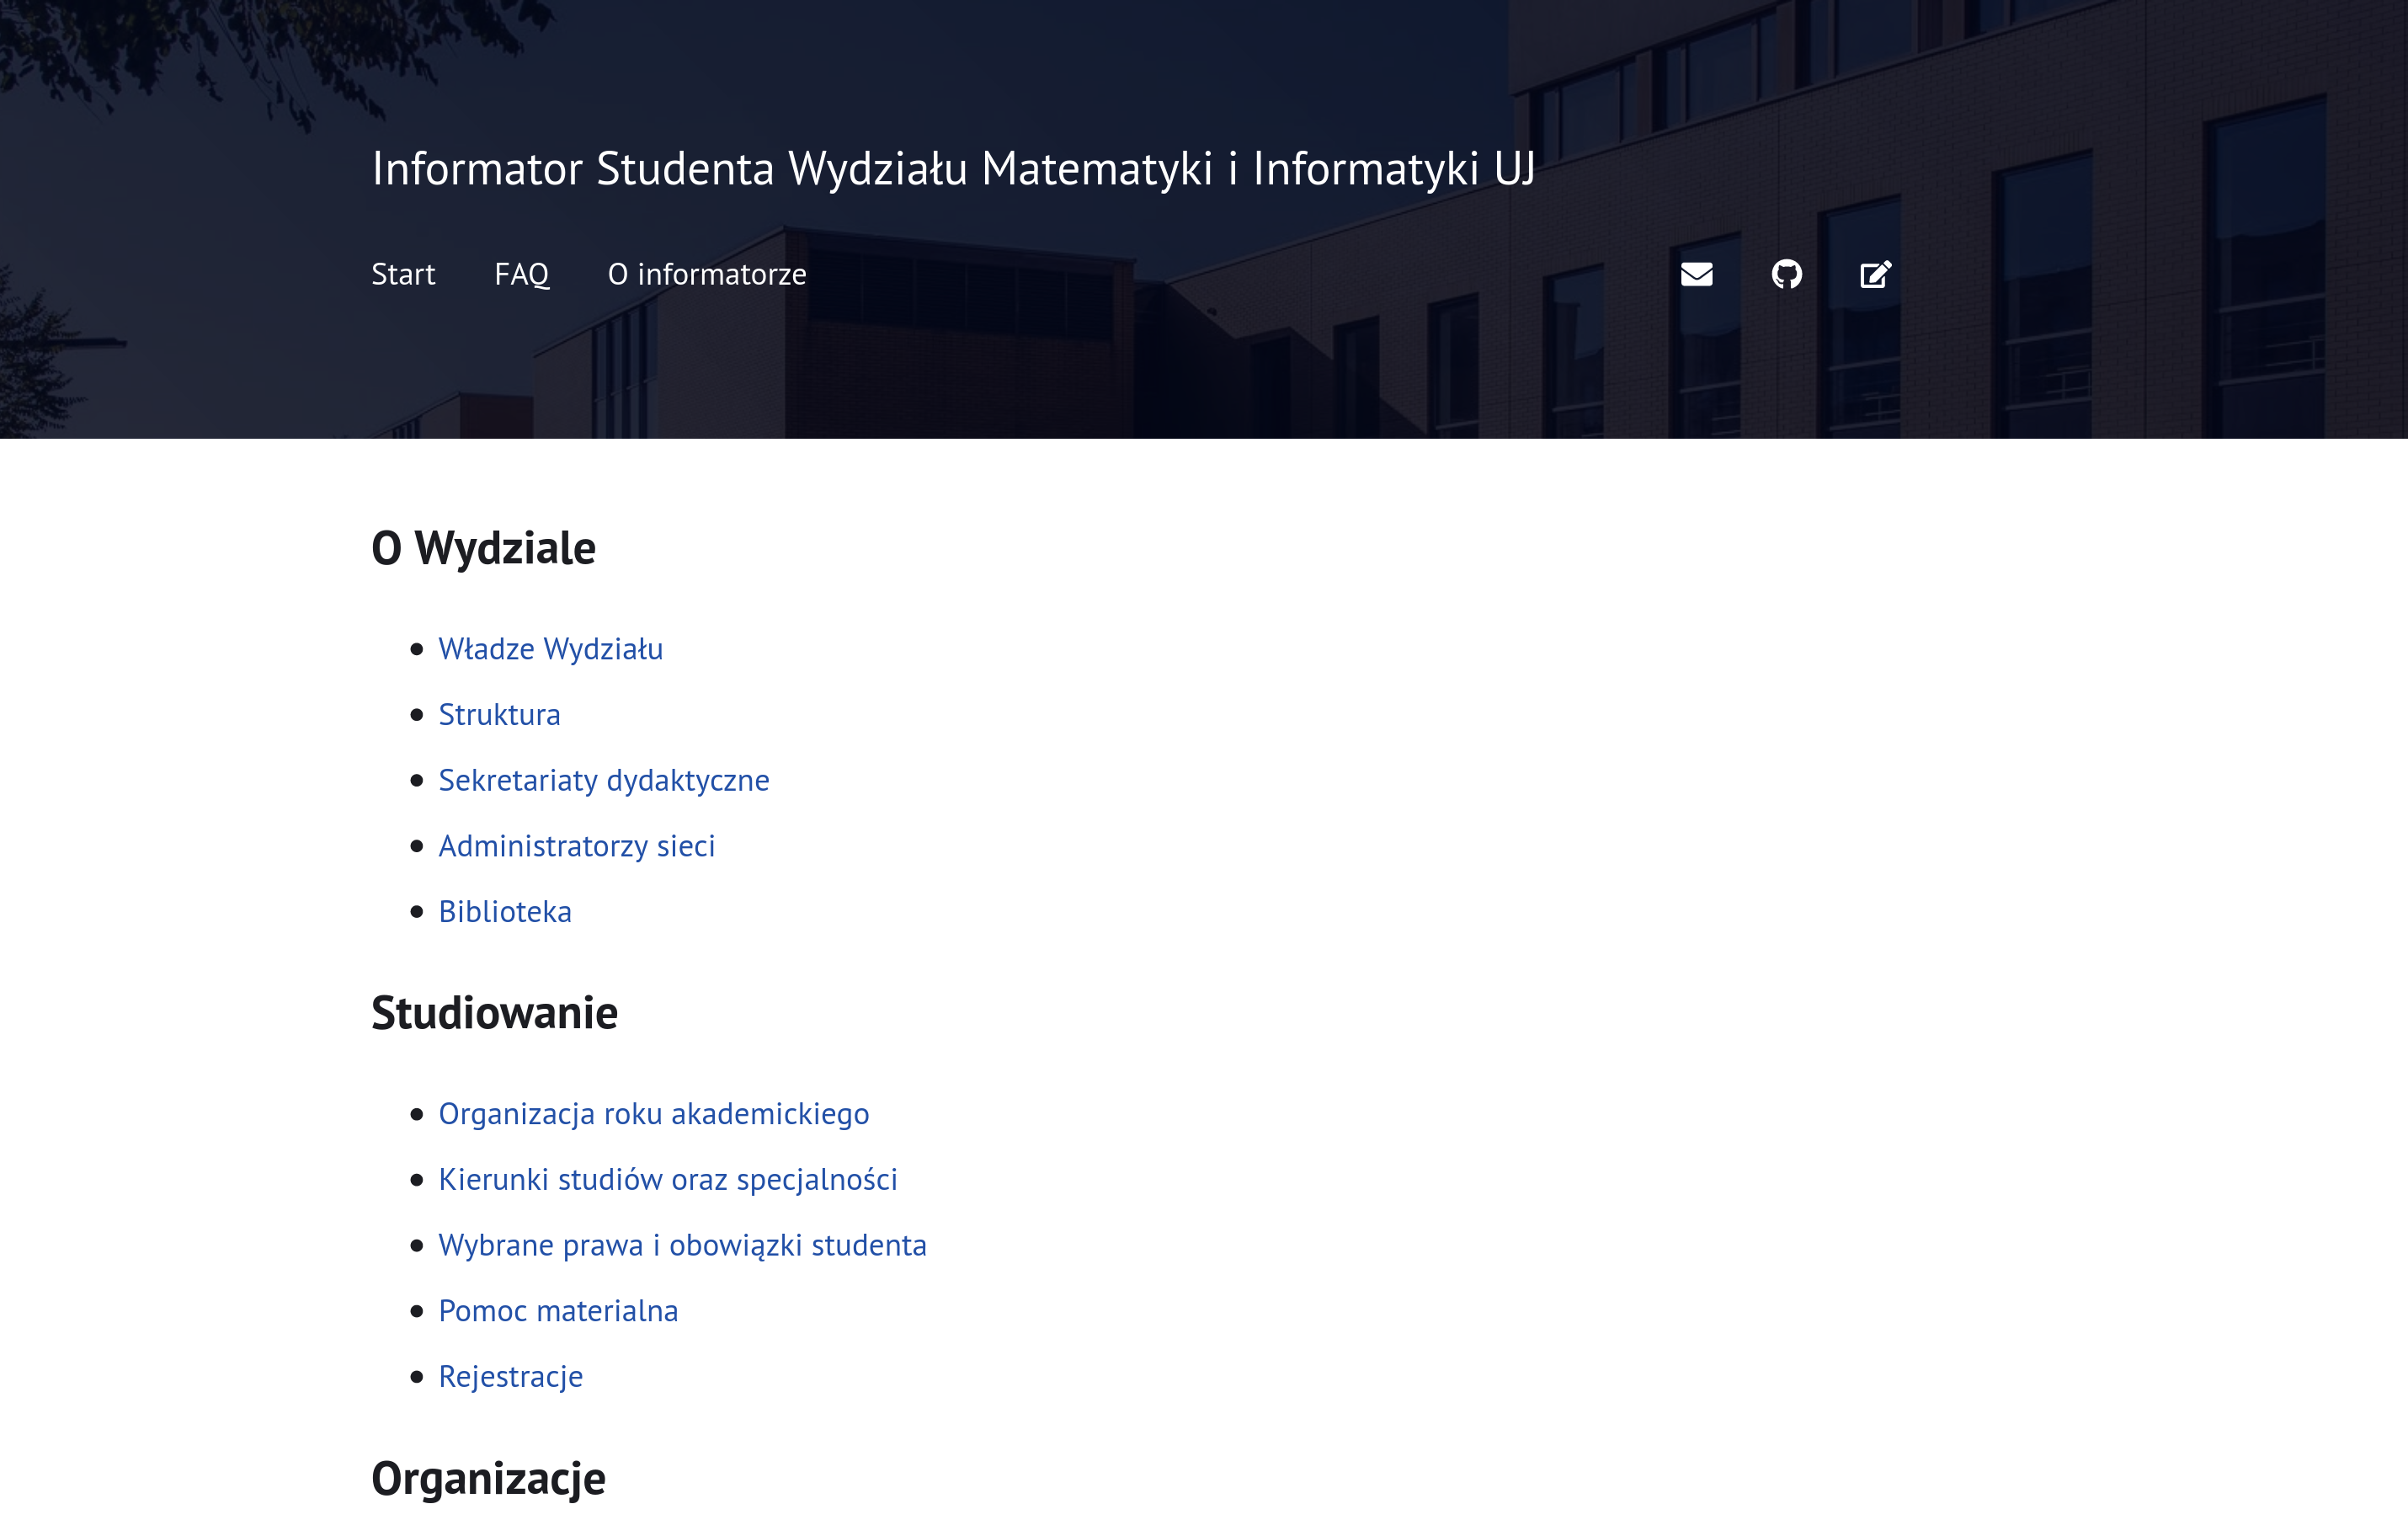 Informator Studenta Wydziału Matematyki i Informatyki UJ
Start FAQ O informatorze
O Wydziale
Władze Wydziału
Struktura
Sekretariaty dydaktyczne
Administratorzy sieci
Biblioteka
Studiowanie
Organizacja roku akademickiego
Kierunki studiów oraz specjalności
Wybrane prawa i obowiązki studenta
Pomoc materialna
Rejestracje
Organizacje